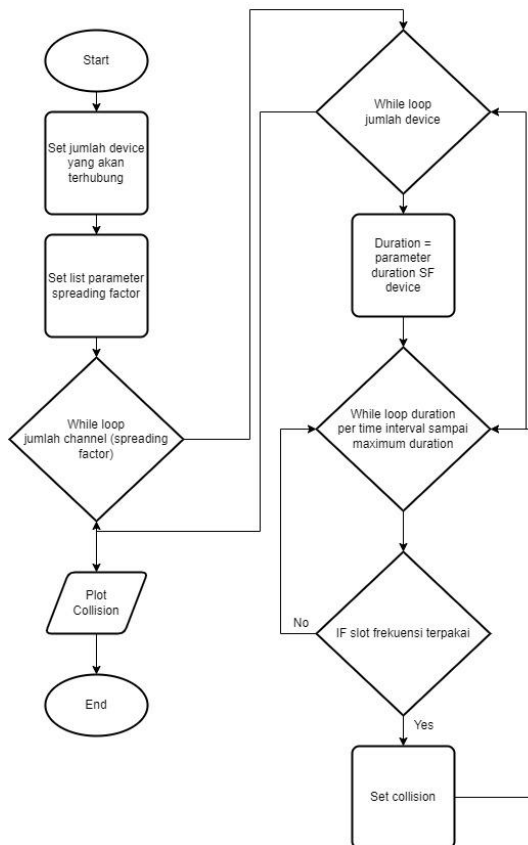 Start
Set jumlah device
yang akan
terhubung
Set list parameter
spreading factor
While loop
jumlah channel (spreading
factor)
Plot
Collision
End
While loop
jumlah device
Duration =
parameter
duration SF
device
While loop duration
per time interval sampai
maximum duration
IF slot frekuensi terpakai
No
Yes
Set collision